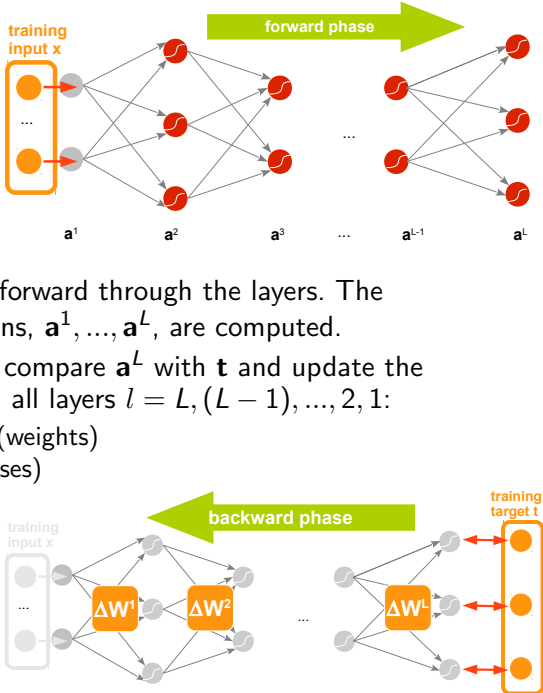 training
input x
forward phase
...
...
a¹ a² a³ ... aᴸ⁻¹ aᴸ
forward through the layers. The
ns, a¹, ..., aᴸ, are computed.
compare aᴸ with t and update the
all layers l = L, (L − 1), ..., 2, 1:
(weights)
ses)
training
target t
backward phase
training
input x
ΔW¹ ΔW² ΔWᴸ
...
...
...